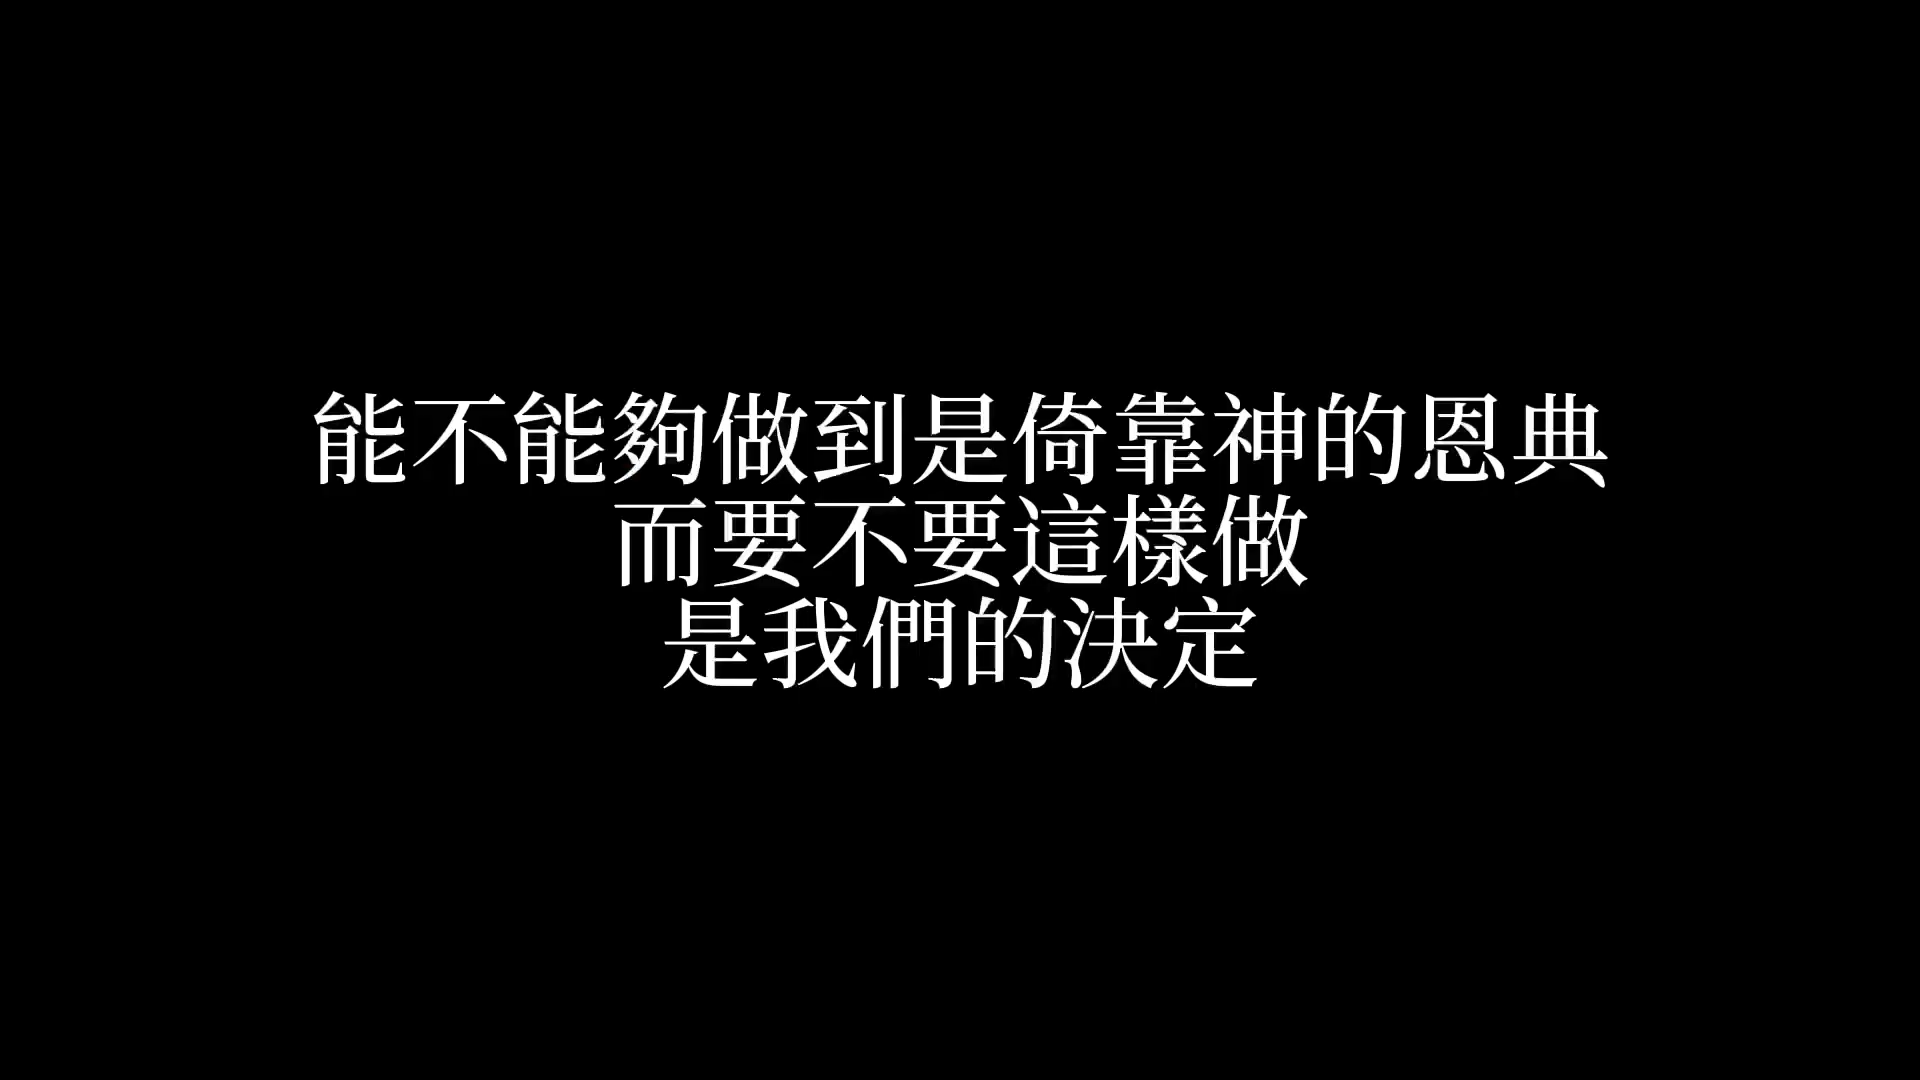 能不能夠做到是倚靠神的恩典
而要不要這樣做
是我們的決定